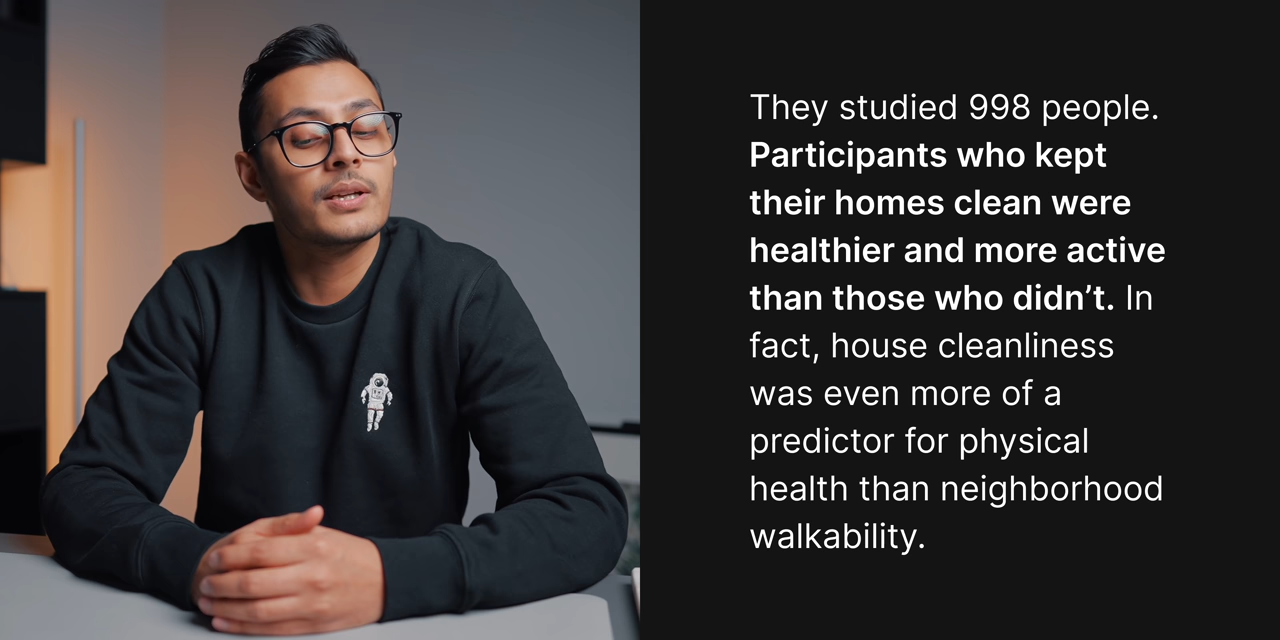 They studied 998 people.
Participants who kept
their homes clean were
healthier and more active
than those who didn’t. In
fact, house cleanliness
was even more of a
predictor for physical
health than neighborhood
walkability.